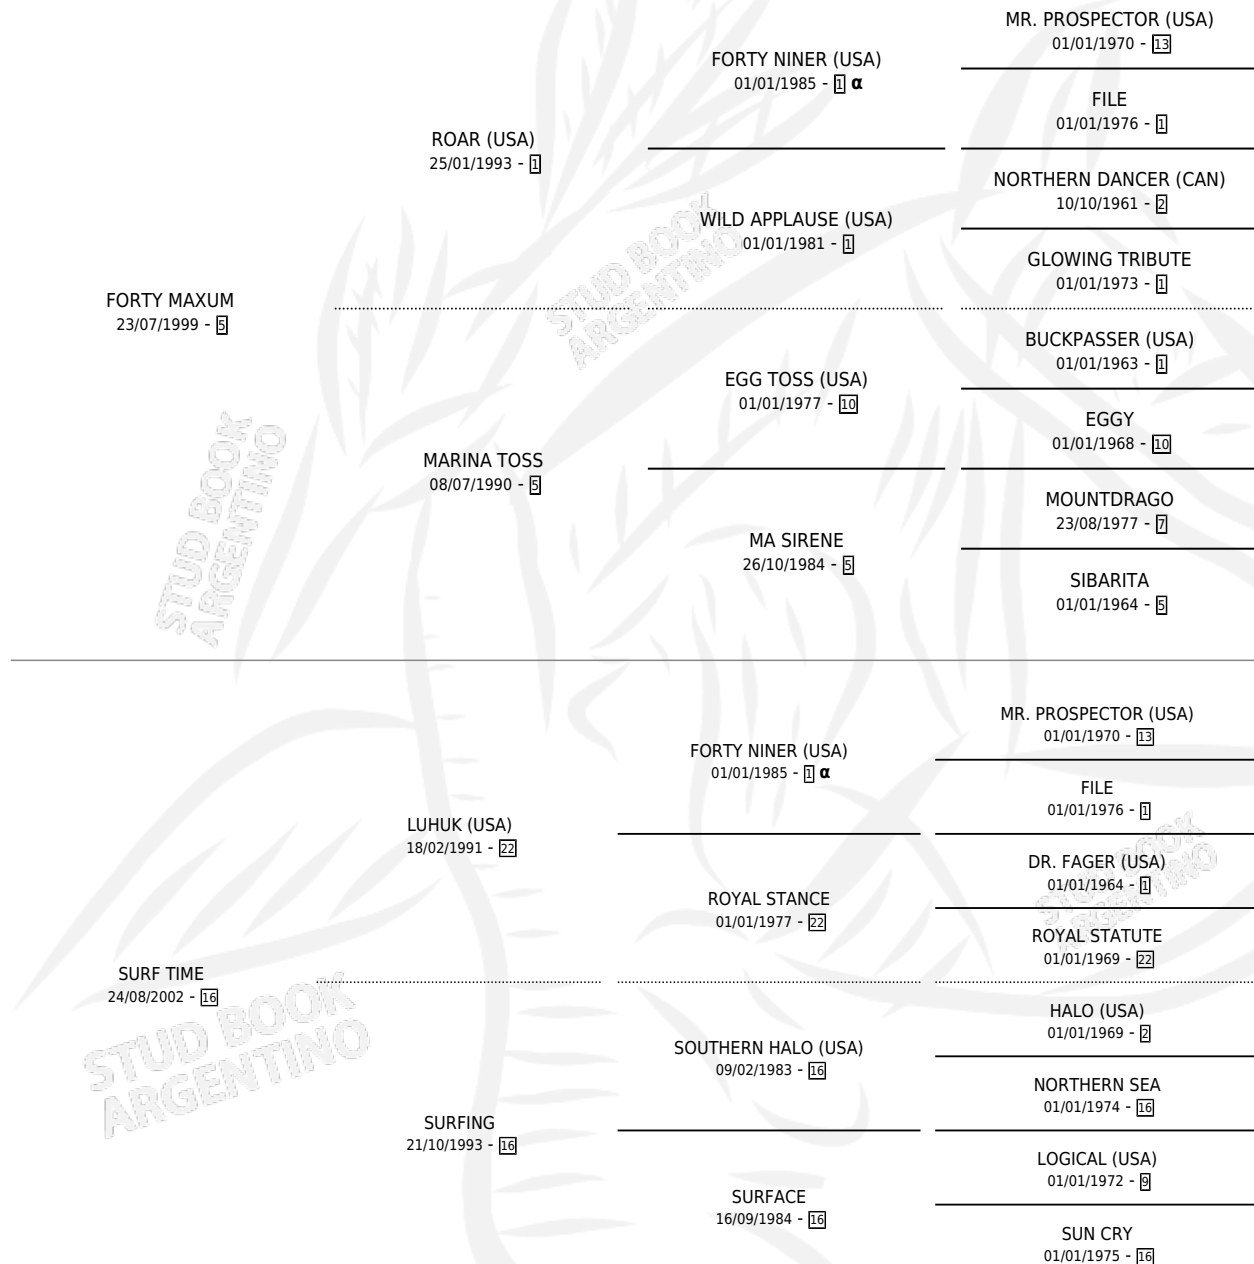 MR. PROSPECTOR (USA)
01/01/1970 - 13
FORTY NINER (USA)
01/01/1985 - 1 α
FILE
01/01/1976 - 1
ROAR (USA)
25/01/1993 - 1
NORTHERN DANCER (CAN)
10/10/1961 - 2
WILD APPLAUSE (USA)
01/01/1981 - 1
GLOWING TRIBUTE
01/01/1973 - 1
FORTY MAXUM
23/07/1999 - 5
BUCKPASSER (USA)
01/01/1963 - 1
EGG TOSS (USA)
01/01/1977 - 10
EGGY
01/01/1968 - 10
MARINA TOSS
08/07/1990 - 5
MOUNTDRAGO
23/08/1977 - 7
MA SIRENE
26/10/1984 - 5
SIBARITA
01/01/1964 - 5
STUD BOOK
ARGENTINO
STUD BOOK
ARGENTINO
MR. PROSPECTOR (USA)
01/01/1970 - 13
FORTY NINER (USA)
01/01/1985 - 1 α
FILE
01/01/1976 - 1
LUHUK (USA)
18/02/1991 - 22
DR. FAGER (USA)
01/01/1964 - 1
ROYAL STANCE
01/01/1977 - 22
ROYAL STATUTE
01/01/1969 - 22
SURF TIME
24/08/2002 - 16
HALO (USA)
01/01/1969 - 2
SOUTHERN HALO (USA)
09/02/1983 - 16
NORTHERN SEA
01/01/1974 - 16
SURFING
21/10/1993 - 16
LOGICAL (USA)
01/01/1972 - 9
SURFACE
16/09/1984 - 16
SUN CRY
01/01/1975 - 16
STUD BOOK
ARGENTINO
STUD BOOK
ARGENTINO